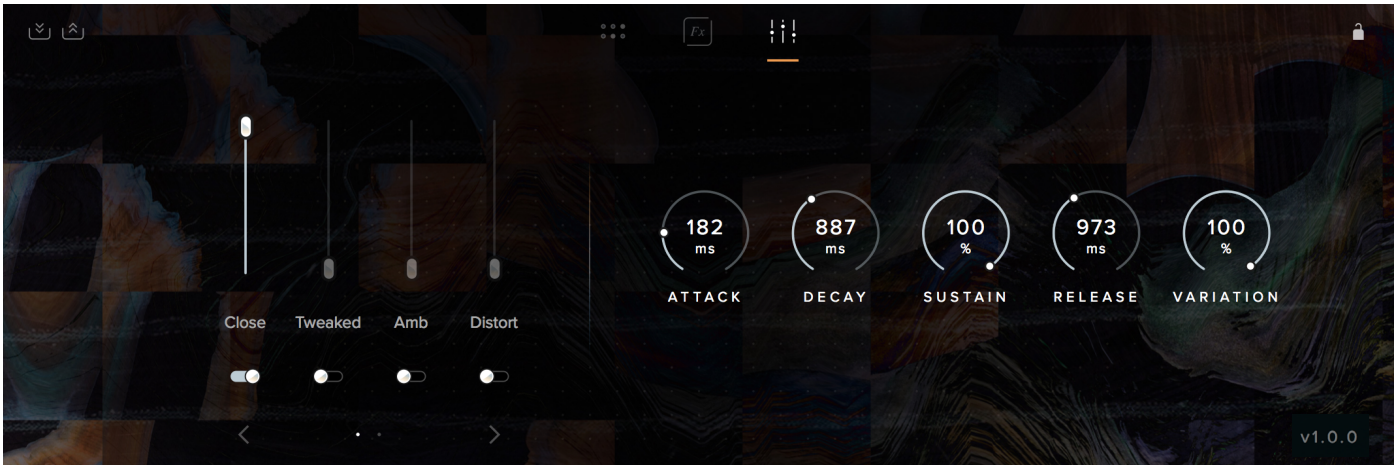 Fx
182
ms
887
ms
100
%
973
ms
100
%
ATTACK
DECAY
SUSTAIN
RELEASE
VARIATION
Close
Tweaked
Amb
Distort
v1.0.0